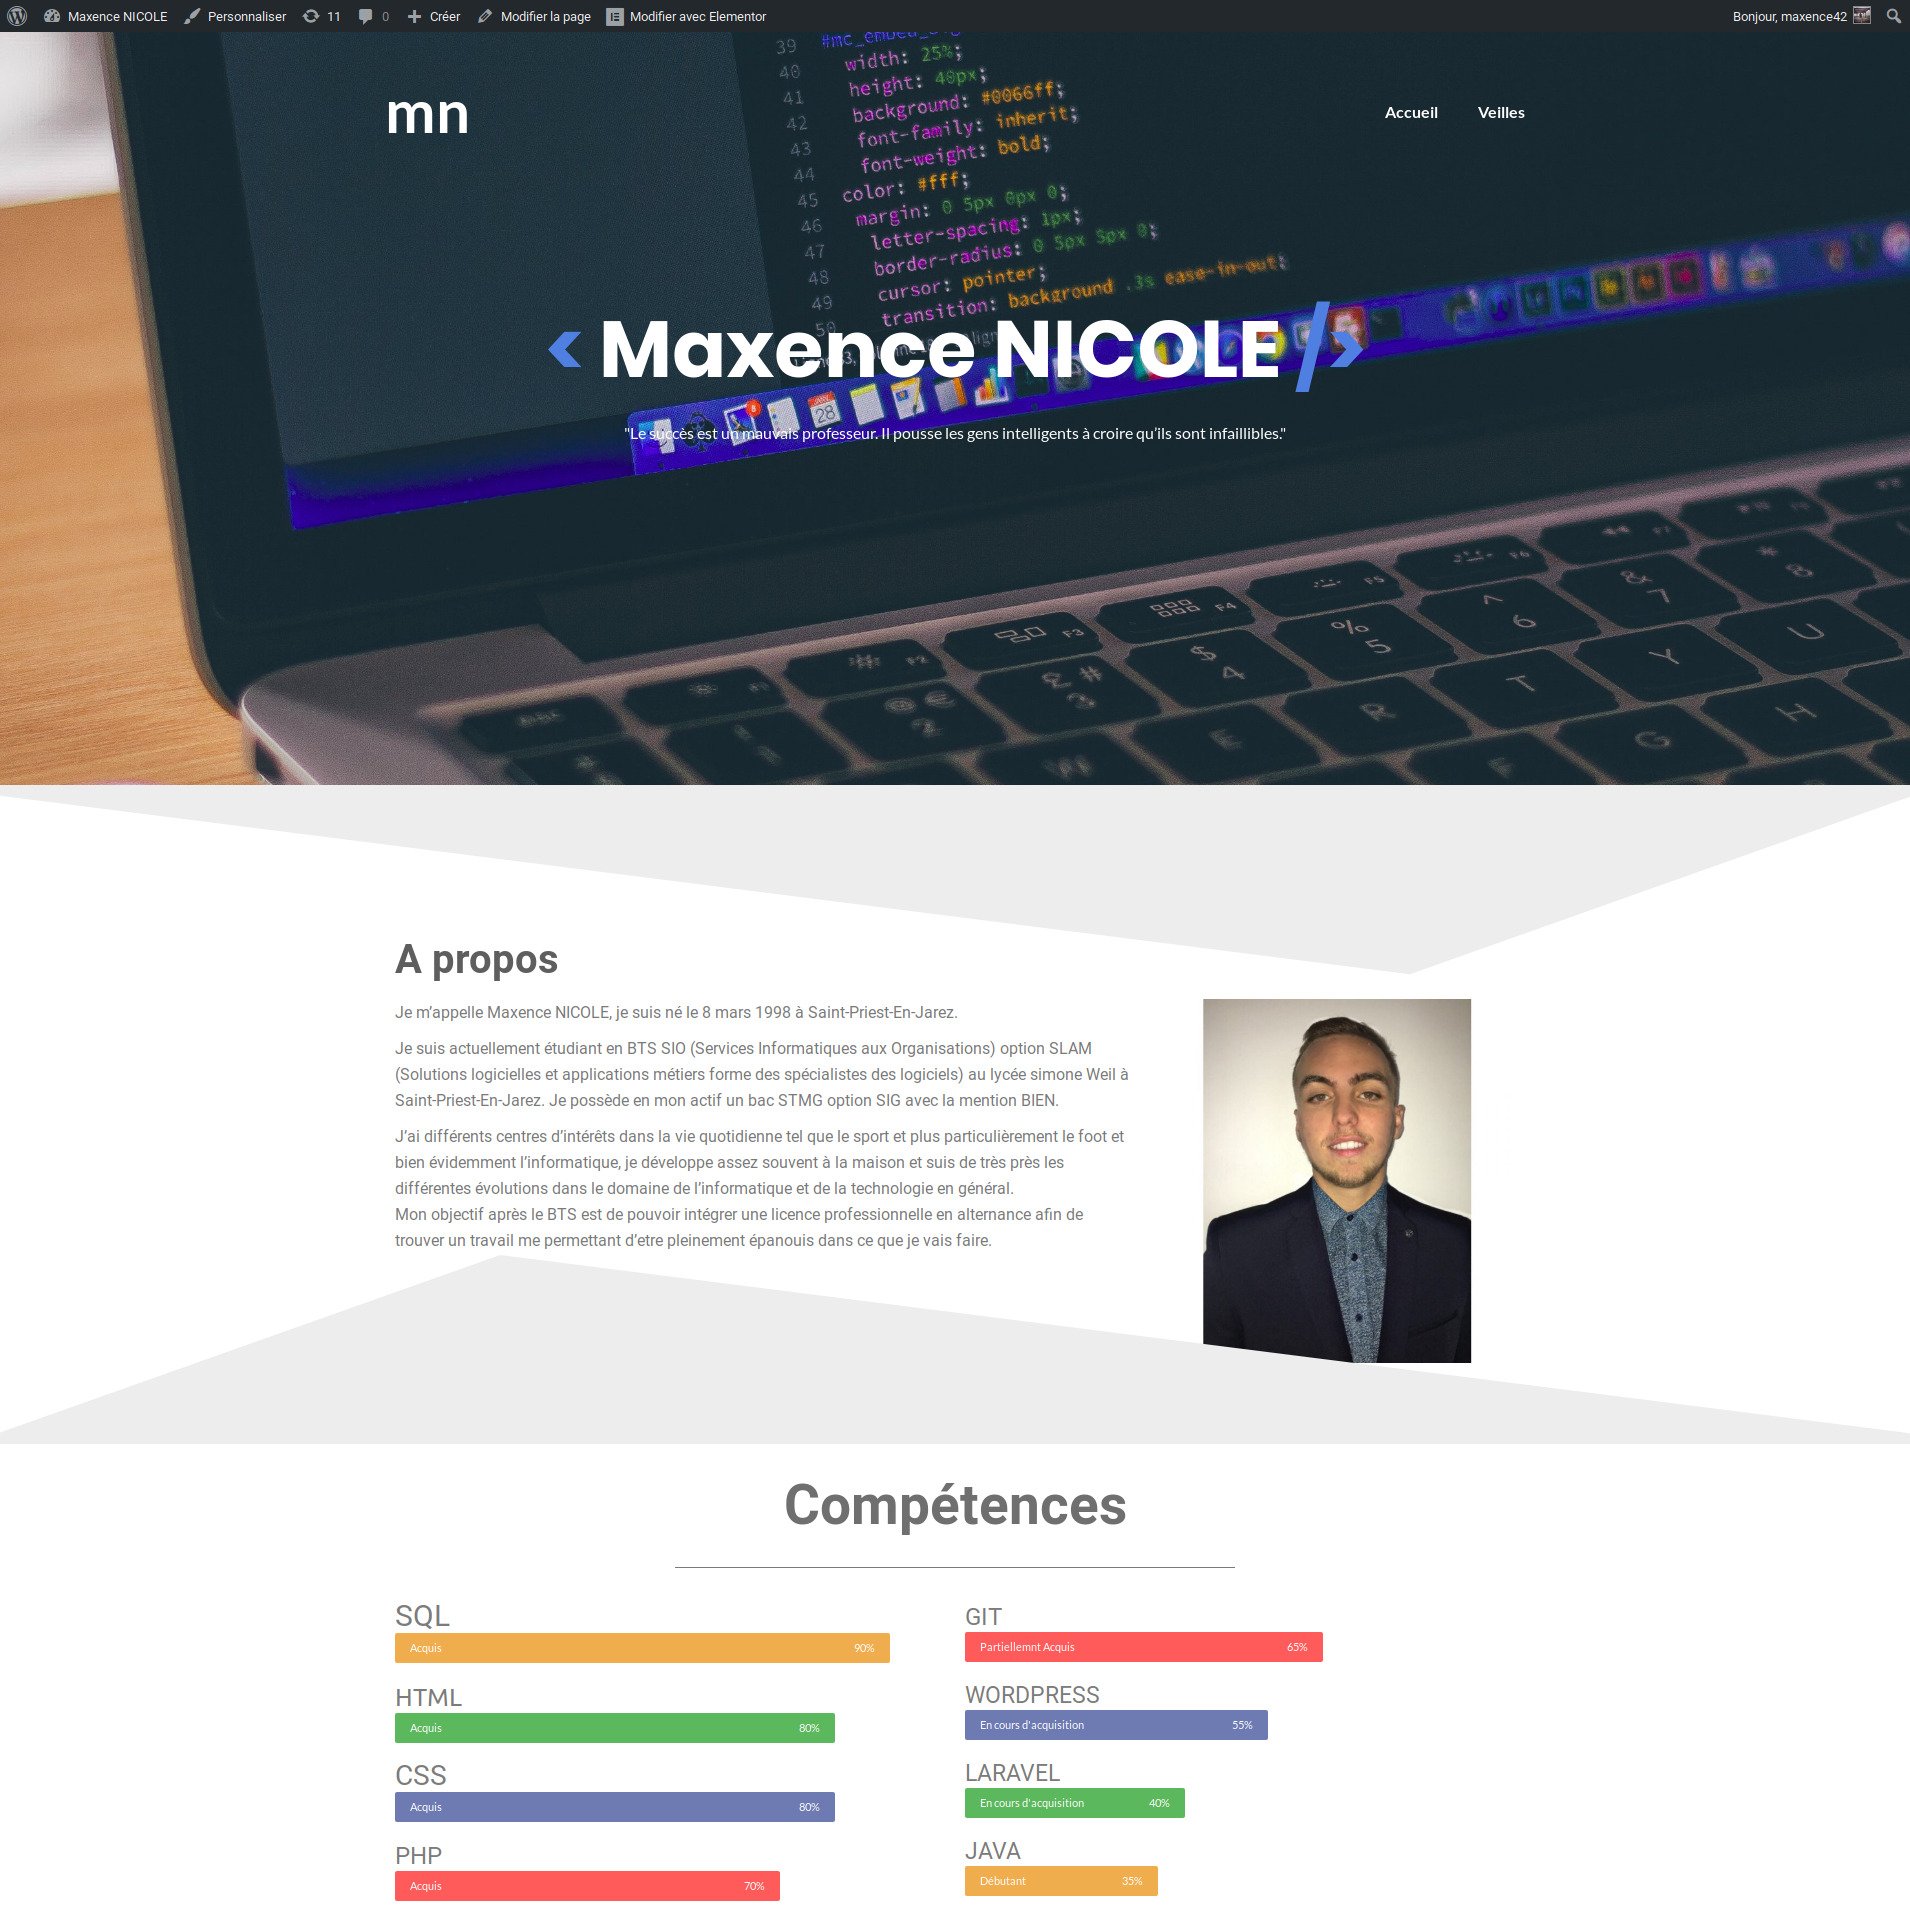 Maxence NICOLE Personnaliser 11 0 Créer Modifier la page Modifier avec Elementor Bonjour, maxence42
39
40 width: 25%;
41 height: 40px;
42 background: #0066ff;
43 font-family: inherit;
44 font-weight: bold;
45 color: #fff;
46 margin: 0 5px 0px 0;
47 letter-spacing: 1px;
48 border-radius: 0 5px 5px 0;
49 cursor: pointer;
50 transition: background .3s ease-in-out;
mn
Accueil Veilles
< Maxence NICOLE />
"Le succès est un mauvais professeur. Il pousse les gens intelligents à croire qu’ils sont infaillibles."
A propos
Je m’appelle Maxence NICOLE, je suis né le 8 mars 1998 à Saint-Priest-En-Jarez.
Je suis actuellement étudiant en BTS SIO (Services Informatiques aux Organisations) option SLAM
(Solutions logicielles et applications métiers forme des spécialistes des logiciels) au lycée simone Weil à
Saint-Priest-En-Jarez. Je possède en mon actif un bac STMG option SIG avec la mention BIEN.
J’ai différents centres d’intérêts dans la vie quotidienne tel que le sport et plus particulièrement le foot et
bien évidemment l’informatique, je développe assez souvent à la maison et suis de très près les
différentes évolutions dans le domaine de l’informatique et de la technologie en général.
Mon objectif après le BTS est de pouvoir intégrer une licence professionnelle en alternance afin de
trouver un travail me permettant d’etre pleinement épanouis dans ce que je vais faire.
Compétences
SQL
Acquis 90%
HTML
Acquis 80%
CSS
Acquis 80%
PHP
Acquis 70%
GIT
Partiellemnt Acquis 65%
WORDPRESS
En cours d'acquisition 55%
LARAVEL
En cours d'acquisition 40%
JAVA
Débutant 35%